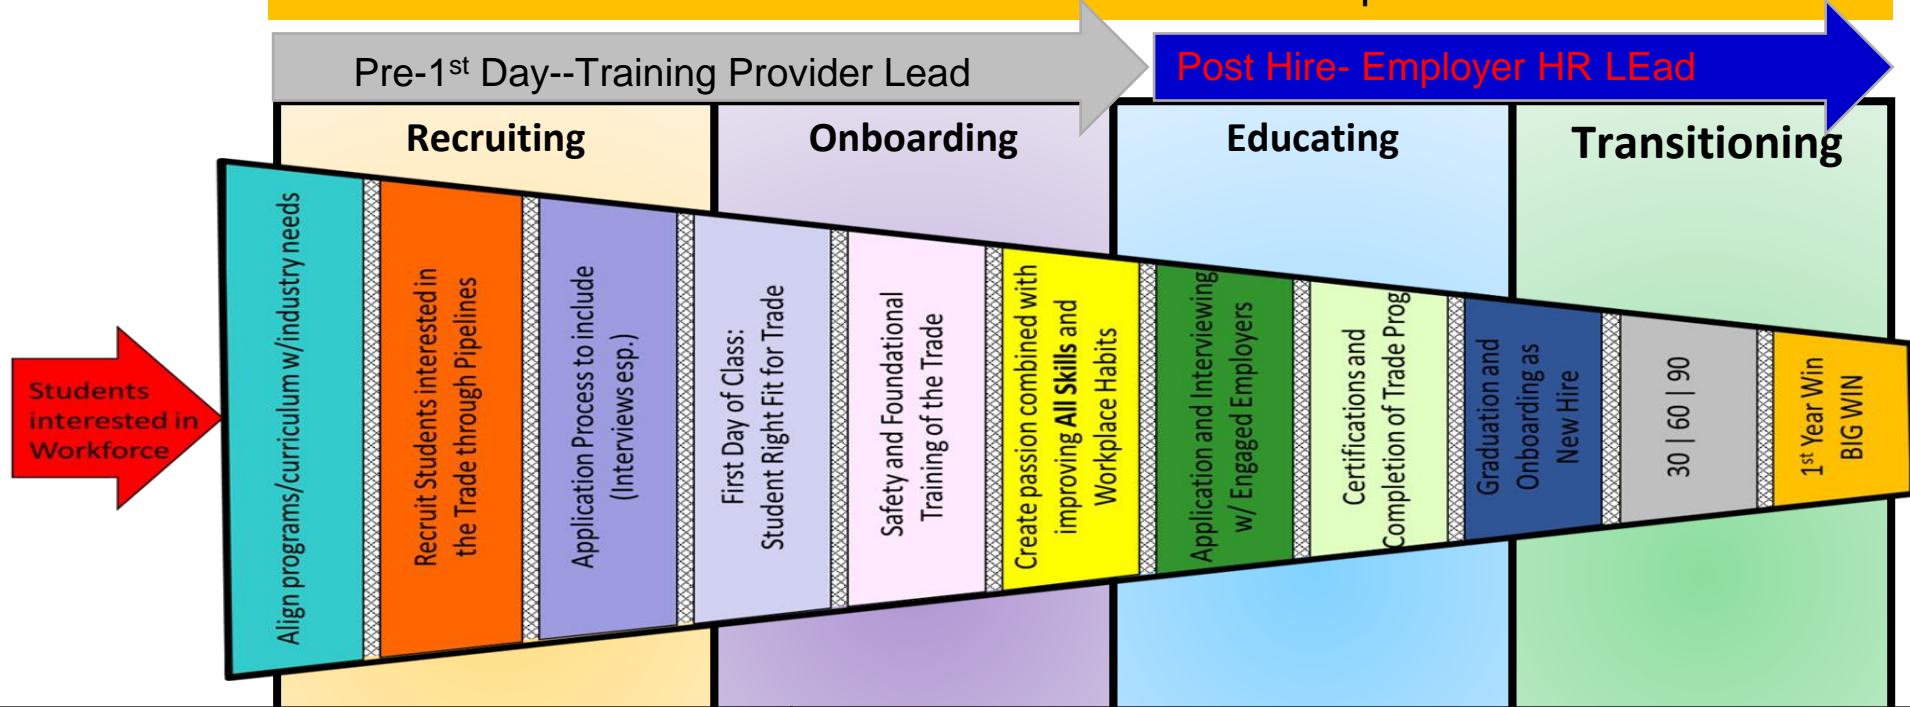 Pre-1st Day--Training Provider Lead
Post Hire- Employer HR LEad
Recruiting
Onboarding
Educating
Transitioning
Students
interested in
Workforce
Align programs/curriculum w/industry needs
Recruit Students interested in
the Trade through Pipelines
Application Process to include
(Interviews esp.)
First Day of Class:
Student Right Fit for Trade
Safety and Foundational
Training of the Trade
Create passion combined with
improving All Skills and
Workplace Habits
Application and Interviewing
w/ Engaged Employers
Certifications and
Completion of Trade Prog
Graduation and
Onboarding as
New Hire
30 | 60 | 90
1st Year Win
BIG WIN